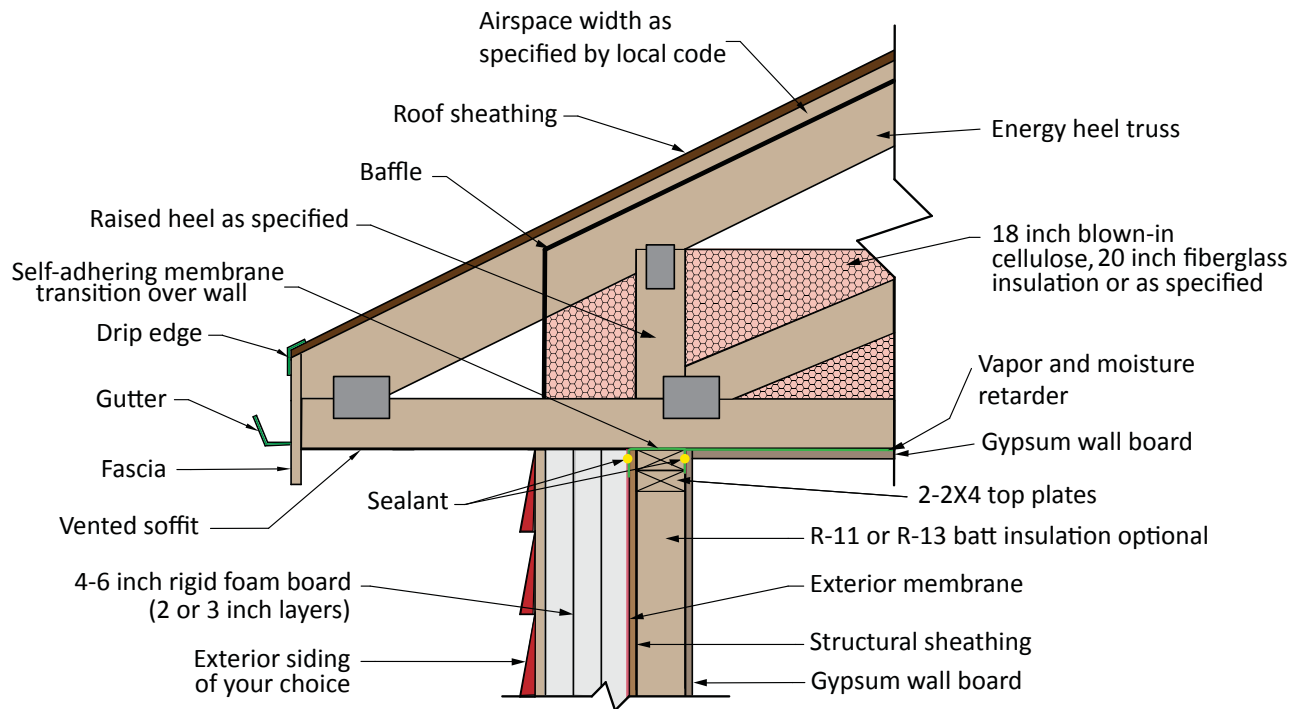 Airspace width as
specified by local code
Roof sheathing
Energy heel truss
Baffle
Raised heel as specified
18 inch blown-in
cellulose, 20 inch fiberglass
insulation or as specified
Self-adhering membrane
transition over wall
Drip edge
Vapor and moisture
retarder
Gutter
Gypsum wall board
Fascia
Sealant
2-2X4 top plates
Vented soffit
R-11 or R-13 batt insulation optional
4-6 inch rigid foam board
(2 or 3 inch layers)
Exterior membrane
Structural sheathing
Exterior siding
of your choice
Gypsum wall board